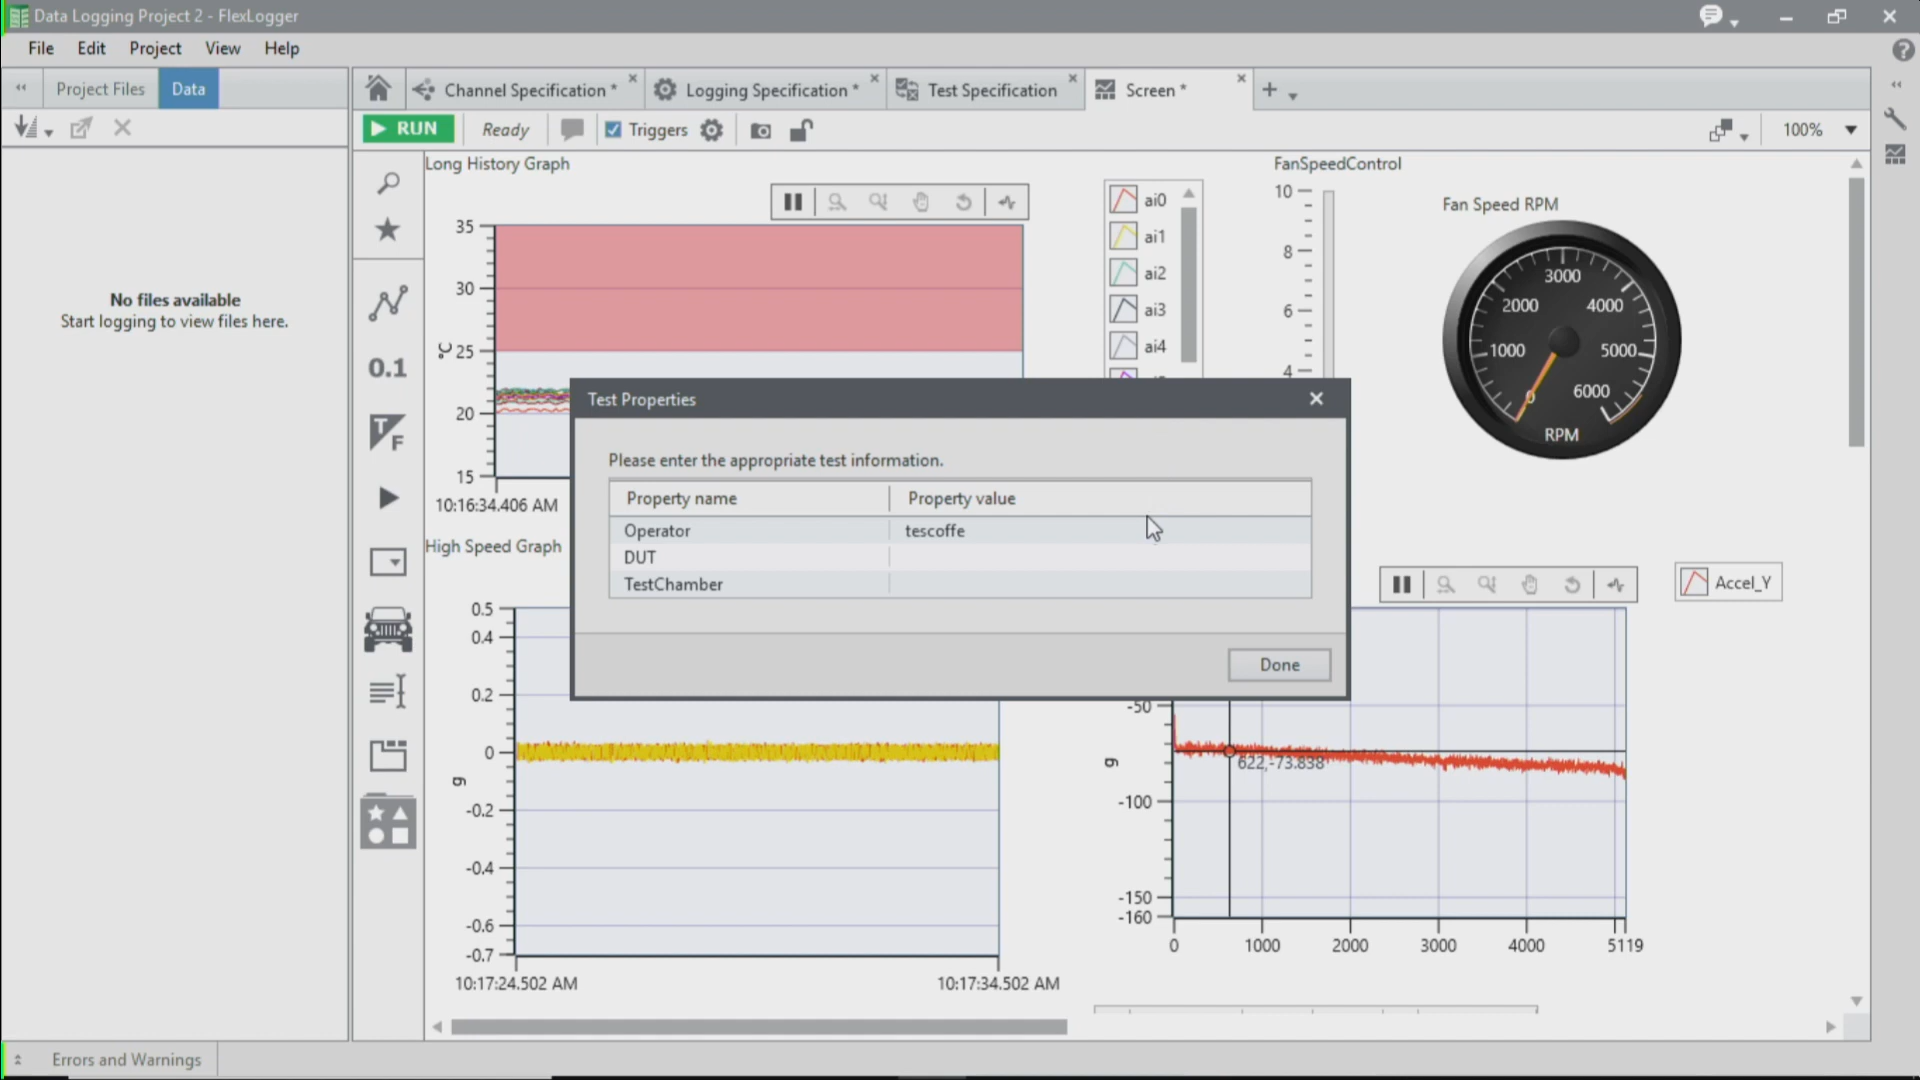 Data Logging Project 2 - FlexLogger
File Edit Project View Help
Project Files Data
Channel Specification *
Logging Specification *
Test Specification
Screen *
RUN Ready Triggers 100%
No files available
Start logging to view files here.
0.1
T F
Long History Graph
35
30
25
20
15
°C
10:16:34.406 AM
ai0
ai1
ai2
ai3
ai4
FanSpeedControl
10
8
6
4
Fan Speed RPM
0
1000
2000
3000
4000
5000
6000
RPM
Test Properties
Please enter the appropriate test information.
Property name Property value
Operator tescoffe
DUT
TestChamber
Done
High Speed Graph
0.5
0.4
0.2
0
-0.2
-0.4
-0.6
-0.7
g
10:17:24.502 AM 10:17:34.502 AM
Accel_Y
-50
-100
-150
-160
g
622,-73.838
0 1000 2000 3000 4000 5119
Errors and Warnings